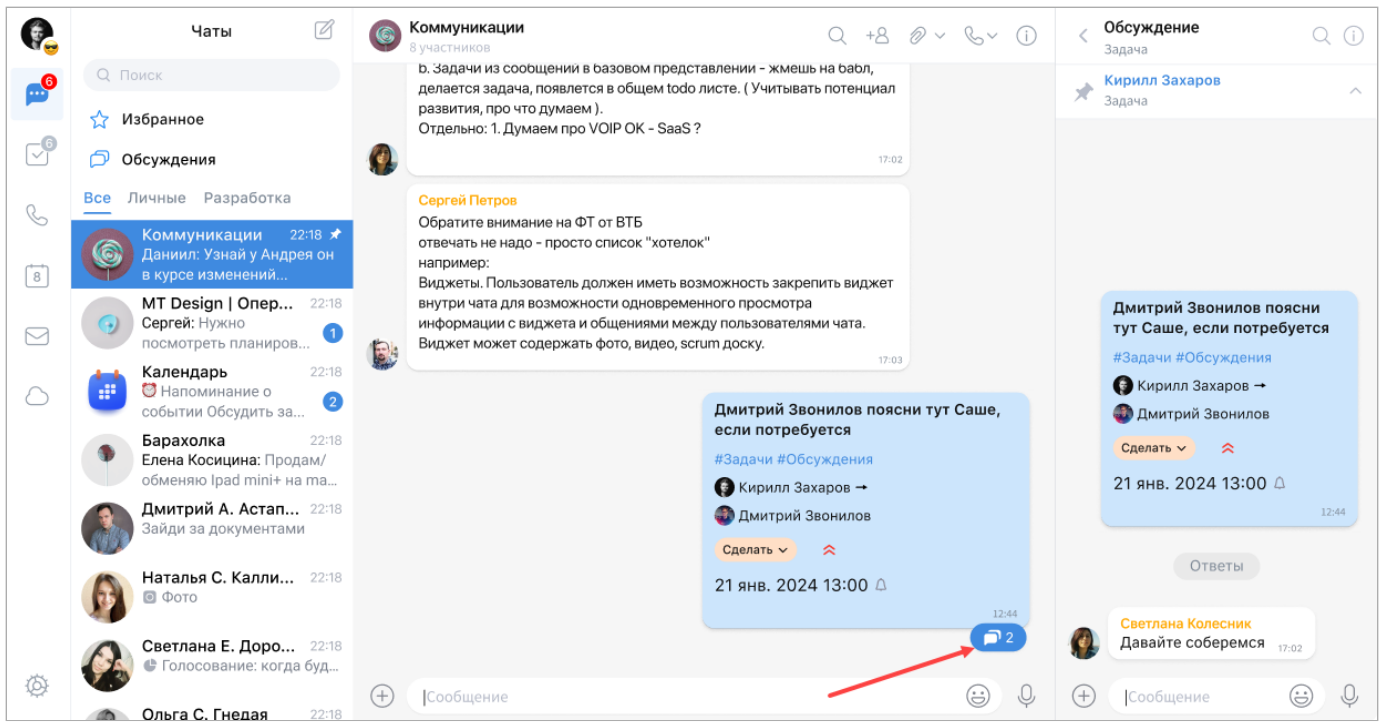 Чаты
6
6
8
Поиск
Избранное
Обсуждения
Все Личные Разработка
Коммуникации 22:18
Даниил: Узнай у Андрея он
в курсе изменений...
MT Design | Опер... 22:18
Сергей: Нужно
посмотреть планиров... 1
Календарь 22:18
Напоминание о
событии Обсудить за... 2
Барахолка 22:18
Елена Косицина: Продам/
обменяю Ipad mini+ на ma...
Дмитрий А. Астап... 22:18
Зайди за документами
Наталья С. Калли... 22:18
Фото
Светлана Е. Доро... 22:18
Голосование: когда буд...
Ольга С. Гнедая 22:18
Коммуникации
8 участников
b. Задачи из сообщений в базовом представлении - жмешь на бабл,
делается задача, появлется в общем todo листе. ( Учитывать потенциал
развития, про что думаем ).
Отдельно: 1. Думаем про VOIP OK - SaaS ?
17:02
Сергей Петров
Обратите внимание на ФТ от ВТБ
отвечать не надо - просто список "хотелок"
например:
Виджеты. Пользователь должен иметь возможность закрепить виджет
внутри чата для возможности одновременного просмотра
информации с виджета и общениями между пользователями чата.
Виджет может содержать фото, видео, scrum доску.
17:03
Дмитрий Звонилов поясни тут Саше,
если потребуется
#Задачи #Обсуждения
Кирилл Захаров →
Дмитрий Звонилов
Сделать
21 янв. 2024 13:00
12:44
2
Сообщение
Обсуждение
Задача
Кирилл Захаров
Задача
Дмитрий Звонилов поясни
тут Саше, если потребуется
#Задачи #Обсуждения
Кирилл Захаров →
Дмитрий Звонилов
Сделать
21 янв. 2024 13:00
12:44
Ответы
Светлана Колесник
Давайте соберемся 17:02
Сообщение